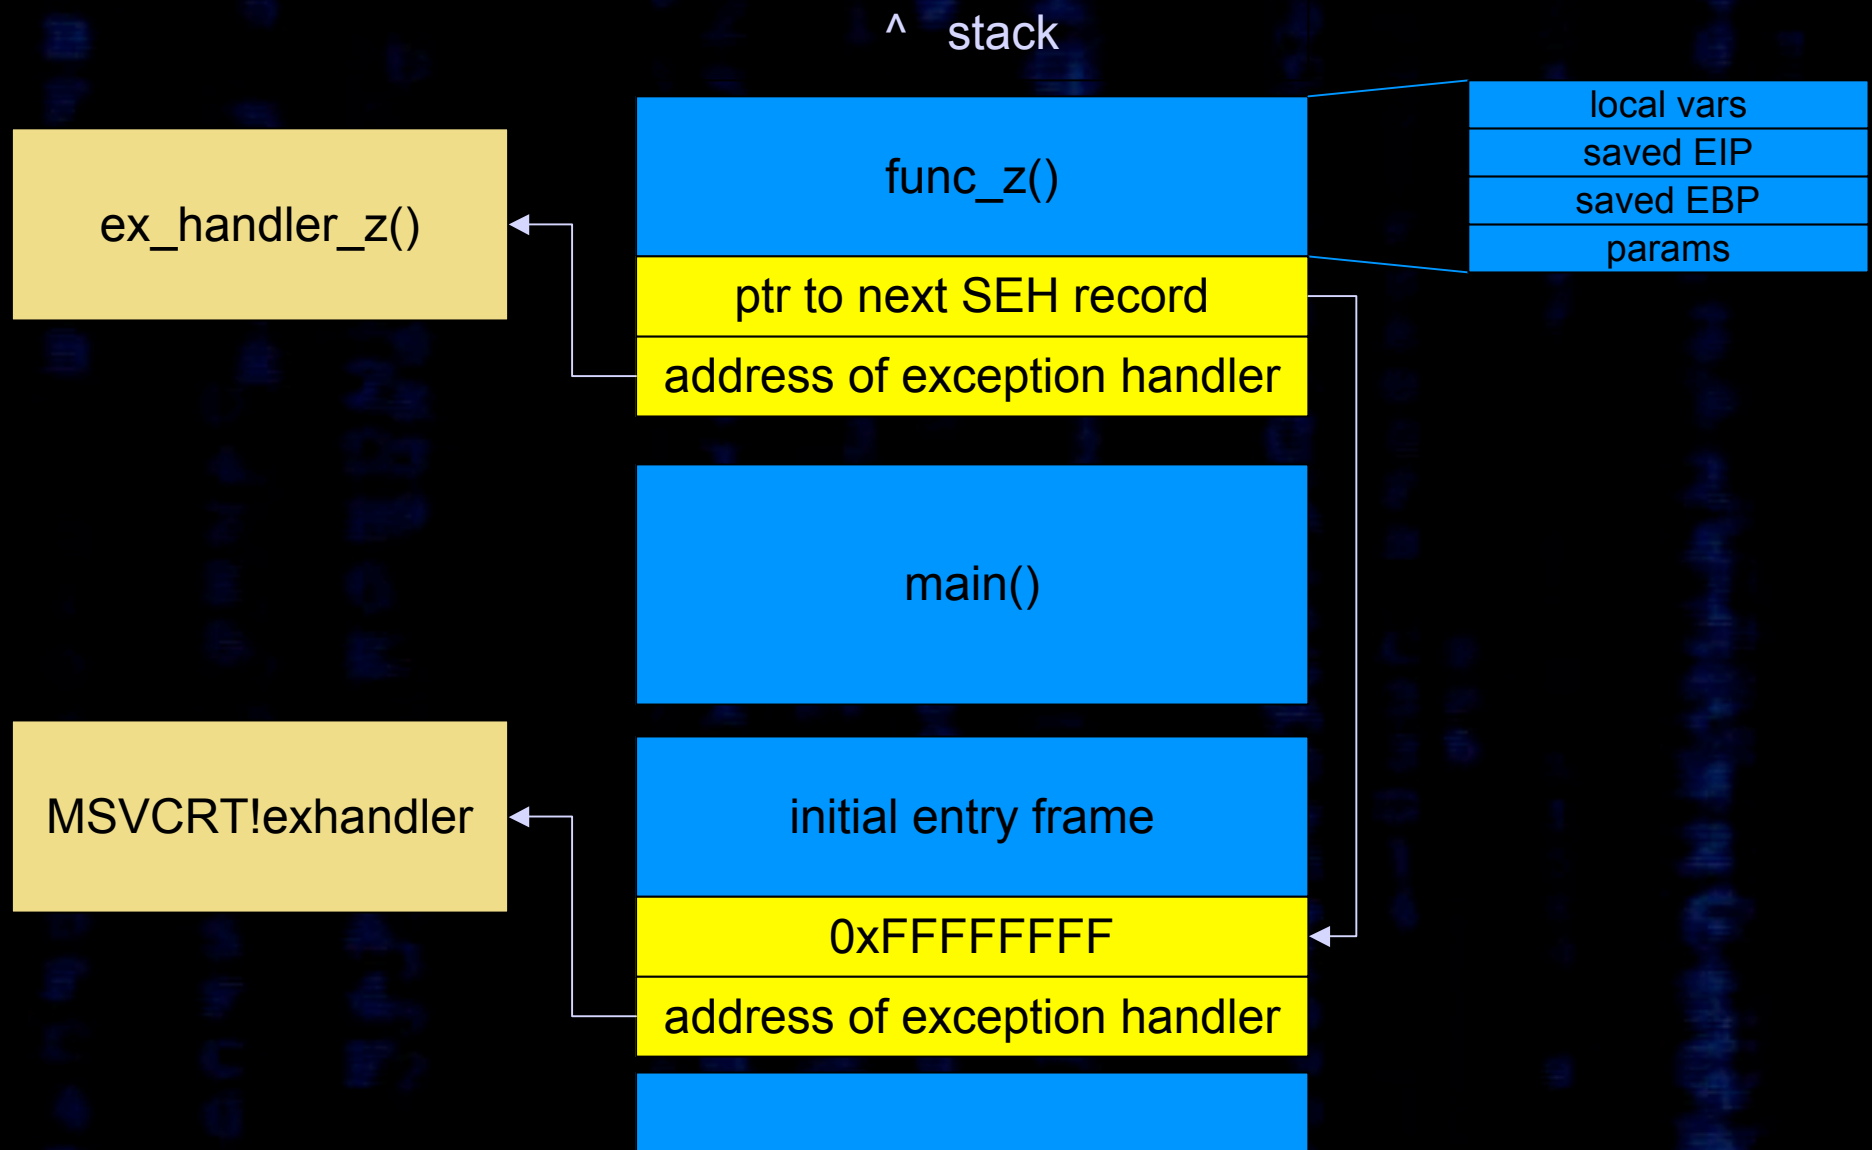 ^ stack
local vars
saved EIP
saved EBP
params
func_z()
ex_handler_z()
ptr to next SEH record
address of exception handler
main()
MSVCRT!exhandler
initial entry frame
0xFFFFFFFF
address of exception handler